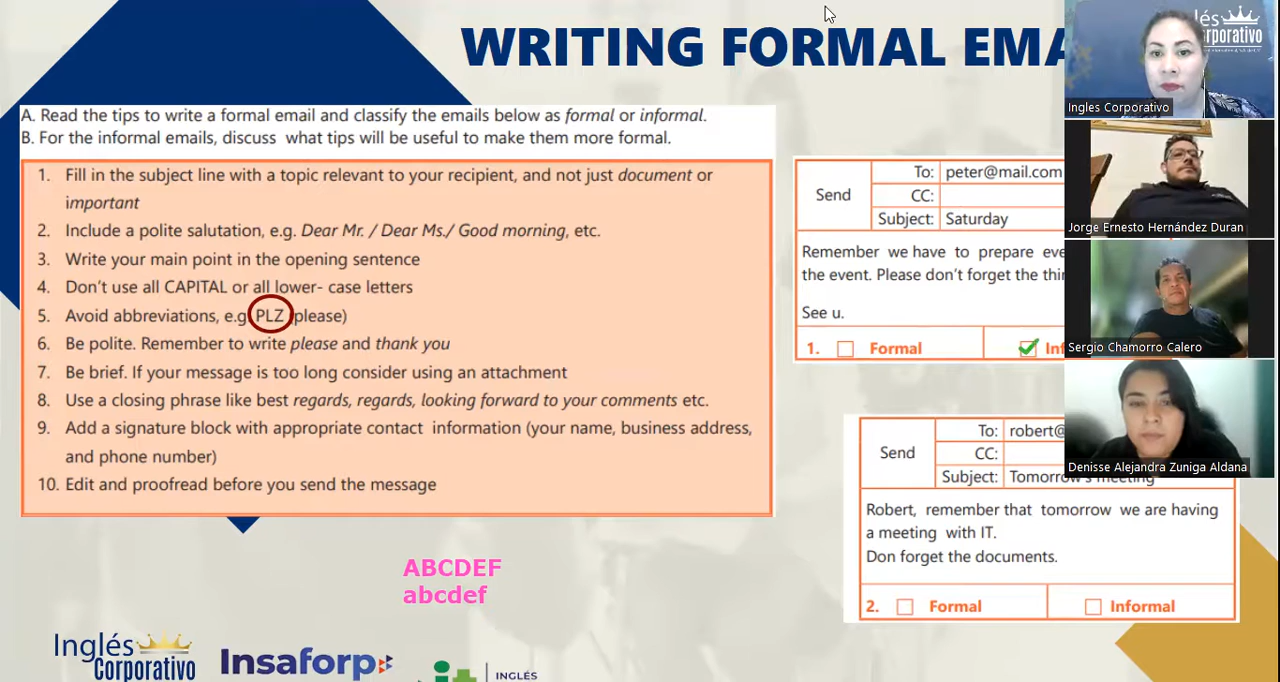 WRITING FORMAL EMA
A. Read the tips to write a formal email and classify the emails below as formal or informal.
B. For the informal emails, discuss what tips will be useful to make them more formal.
1. Fill in the subject line with a topic relevant to your recipient, and not just document or
important
2. Include a polite salutation, e.g. Dear Mr. / Dear Ms./ Good morning, etc.
3. Write your main point in the opening sentence
4. Don't use all CAPITAL or all lower- case letters
5. Avoid abbreviations, e.g PLZ (please)
6. Be polite. Remember to write please and thank you
7. Be brief. If your message is too long consider using an attachment
8. Use a closing phrase like best regards, regards, looking forward to your comments etc.
9. Add a signature block with appropriate contact information (your name, business address,
and phone number)
10. Edit and proofread before you send the message
Send
To: peter@mail.com
CC:
Subject: Saturday
Remember we have to prepare eve
the event. Please don't forget the thi
See u.
1. Formal Inf
Send
To: robert@
CC:
Subject: Tomorrow's meeting
Robert, remember that tomorrow we are having
a meeting with IT.
Don forget the documents.
2. Formal Informal
ABCDEF
abcdef
Inglés
Corporativo
Insaforp
INGLÉS
lés
rporativo
Ingles Corporativo
Jorge Ernesto Hernández Duran
Sergio Chamorro Calero
Denisse Alejandra Zuniga Aldana